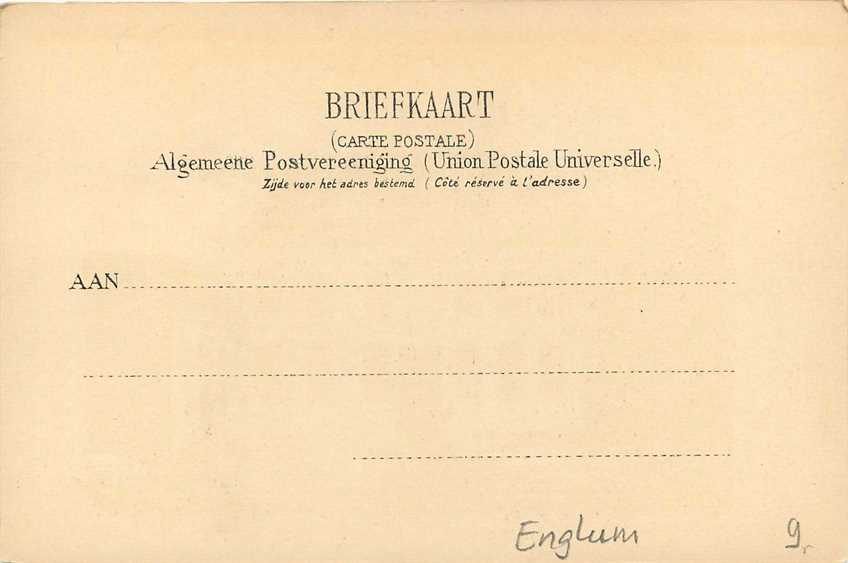 BRIEFKAART
(CARTE POSTALE)
Algemeene Postvereeniging (Union Postale Universelle.)
Zijde voor het adres bestemd (Côté réservé à l'adresse)
AAN
Englum 9,